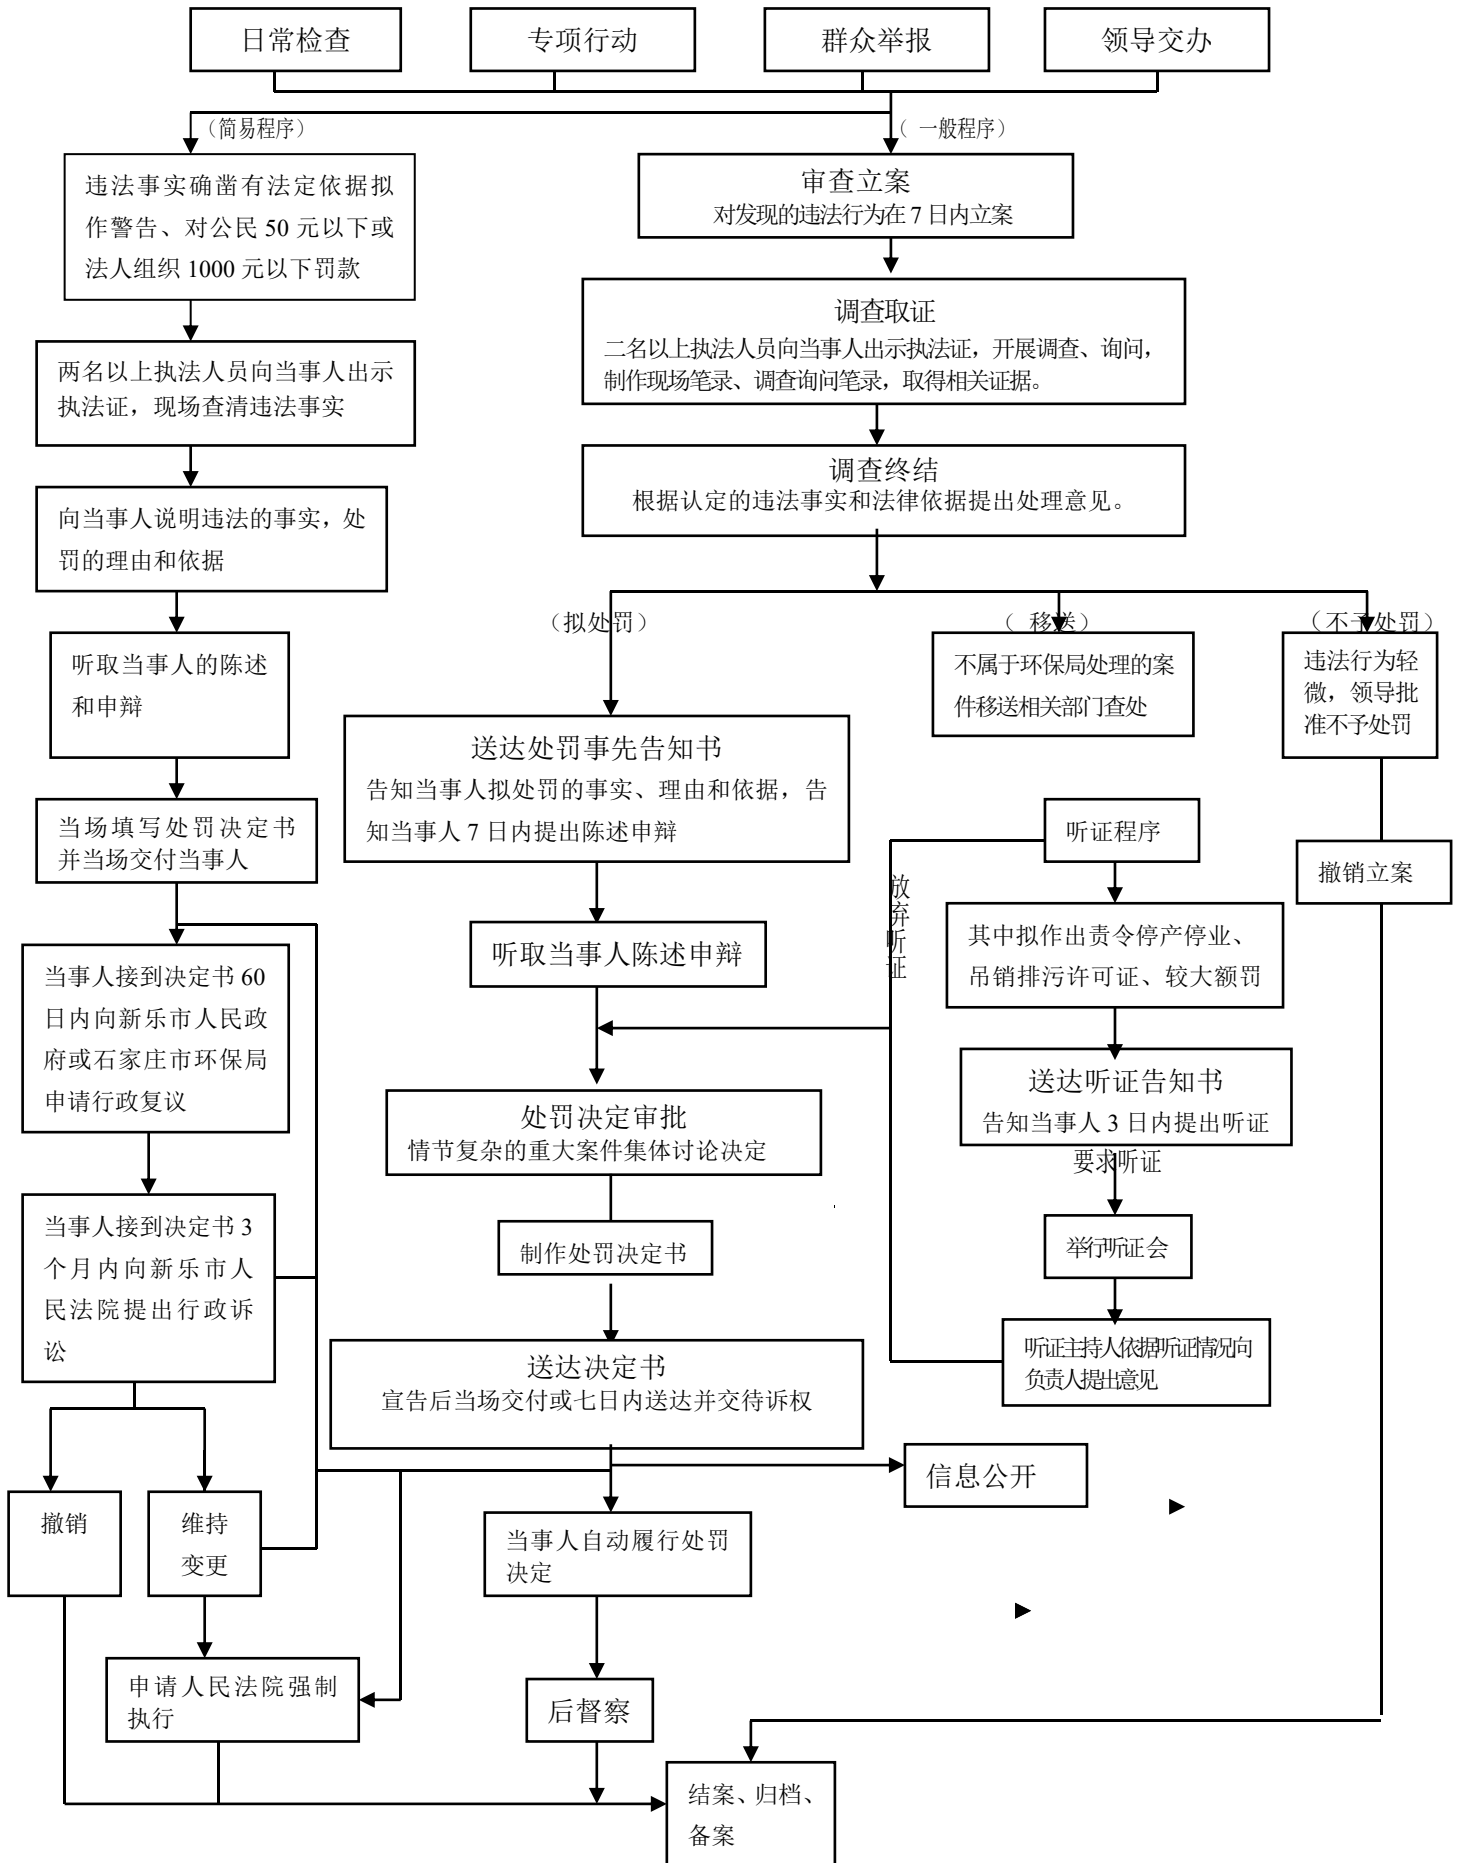 日常检查
专项行动
群众举报
领导交办
（简易程序）
（ 一般程序）
违法事实确凿有法定依据拟
作警告、对公民 50 元以下或
法人组织 1000 元以下罚款
审查立案
对发现的违法行为在 7 日内立案
调查取证
二名以上执法人员向当事人出示执法证，开展调查、询问，
制作现场笔录、调查询问笔录，取得相关证据。
两名以上执法人员向当事人出示
执法证，现场查清违法事实
调查终结
根据认定的违法事实和法律依据提出处理意见。
向当事人说明违法的事实，处
罚的理由和依据
（拟处罚）
（ 移送）
（不予处罚）
听取当事人的陈述
和申辩
不属于环保局处理的案
件移送相关部门查处
违法行为轻
微，领导批
准不予处罚
送达处罚事先告知书
告知当事人拟处罚的事实、理由和依据，告
知当事人 7 日内提出陈述申辩
当场填写处罚决定书
并当场交付当事人
听证程序
撤销立案
放弃听证
听取当事人陈述申辩
其中拟作出责令停产停业、
吊销排污许可证、较大额罚
当事人接到决定书 60
日内向新乐市人民政
府或石家庄市环保局
申请行政复议
送达听证告知书
告知当事人 3 日内提出听证
要求听证
处罚决定审批
情节复杂的重大案件集体讨论决定
当事人接到决定书 3
个月内向新乐市人
民法院提出行政诉
讼
制作处罚决定书
举行听证会
送达决定书
宣告后当场交付或七日内送达并交待诉权
听证主持人依据听证情况向
负责人提出意见
信息公开
撤销
维持
变更
当事人自动履行处罚
决定
申请人民法院强制
执行
后督察
结案、归档、
备案